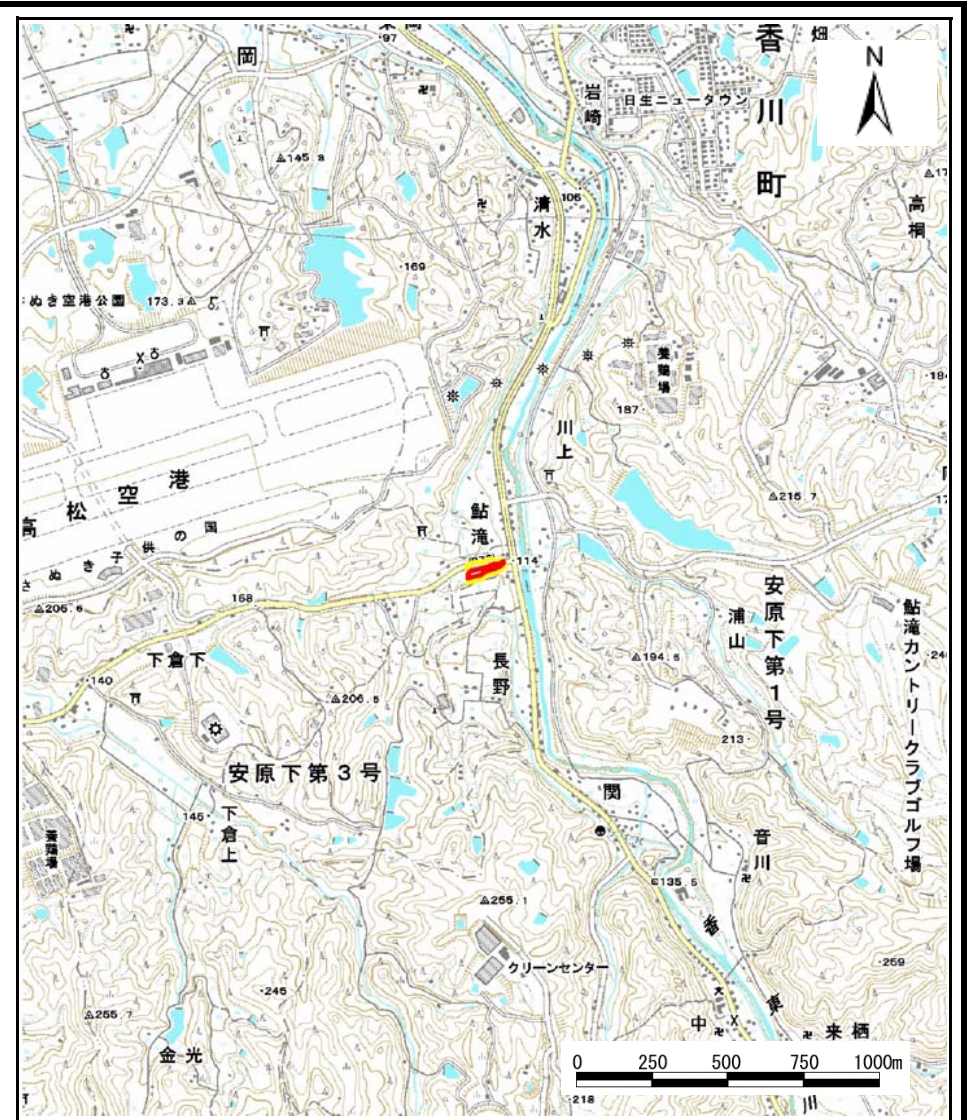 97
岡
香川町
畑
N
岩崎
日生ニュータウン
145.8
清水
106
高桐
169
ぬき空港公園
173.3
養鶏場
187
川上
216.7
高松空港
鮎滝
さぬき子供の国
114
安原下第1号
浦山
鮎滝カントリークラブゴルフ場
206.6
168
下倉下
長野
194.5
140
206.5
213
安原下第3号
関
145
下倉上
音川
養鶏場
135.5
255.1
香東川
クリーンセンター
259
245
255.7
中
来栖
金光
0 250 500 750 1000m
218